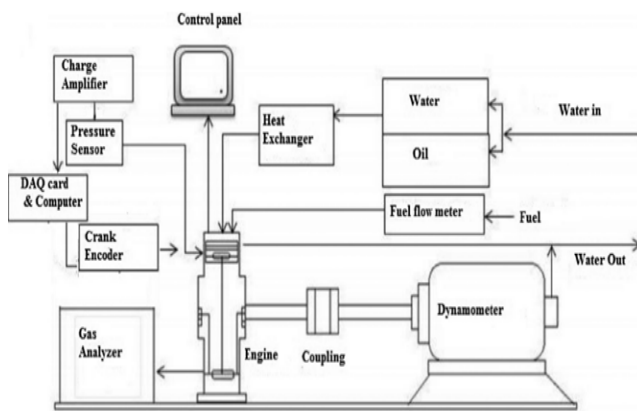 Control panel
Charge
Amplifier
Pressure
Sensor
DAQ card
& Computer
Crank
Encoder
Heat
Exchanger
Water
Oil
Water in
Fuel flow meter
Fuel
Water Out
Gas
Analyzer
Engine
Coupling
Dynamometer